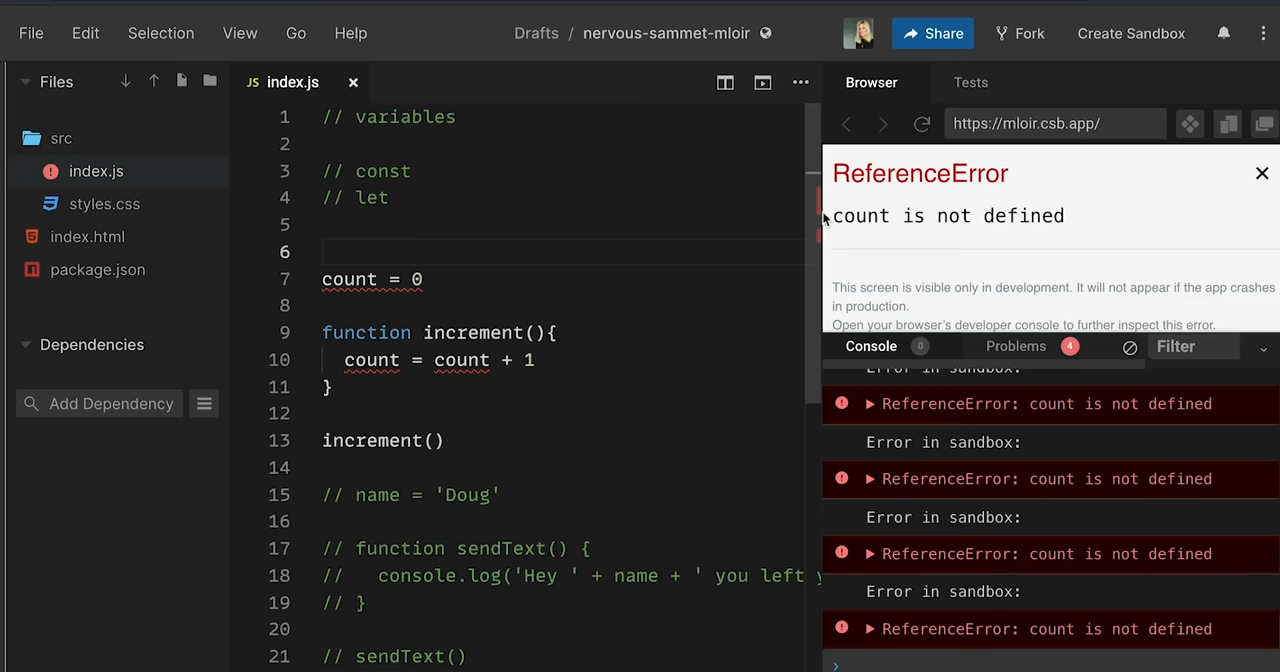 File Edit Selection View Go Help Drafts / nervous-sammet-mloir Share Fork Create Sandbox
Files
JS index.js
Browser Tests
https://mloir.csb.app/
src
index.js
styles.css
index.html
package.json
Dependencies
Add Dependency
1 // variables
2
3 // const
4 // let
5
6
7 count = 0
8
9 function increment(){
10 count = count + 1
11 }
12
13 increment()
14
15 // name = 'Doug'
16
17 // function sendText() {
18 // console.log('Hey ' + name + ' you left
19 // }
20
21 // sendText()
ReferenceError
count is not defined
This screen is visible only in development. It will not appear if the app crashes
in production.
Open your browser's developer console to further inspect this error.
Console 0 Problems 4 Filter
Error in sandbox:
ReferenceError: count is not defined
Error in sandbox:
ReferenceError: count is not defined
Error in sandbox:
ReferenceError: count is not defined
Error in sandbox:
ReferenceError: count is not defined